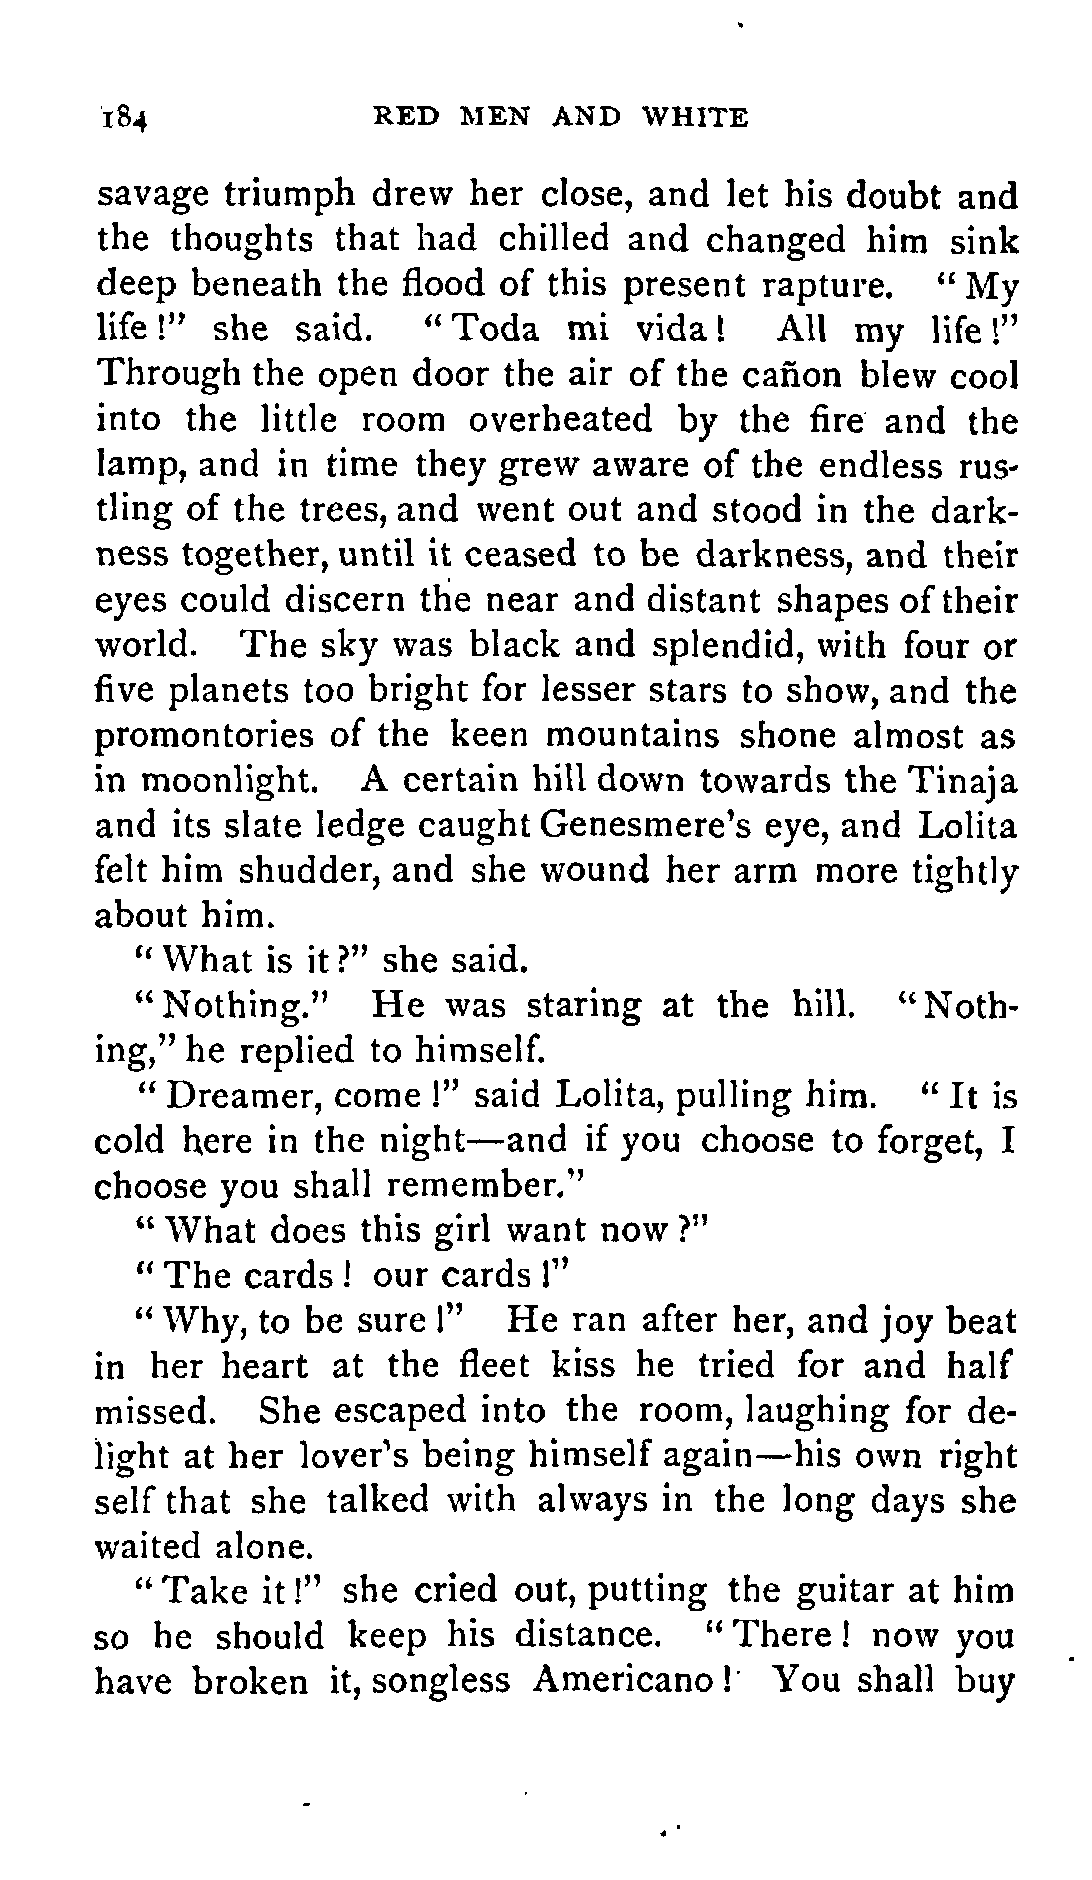 184 RED MEN AND WHITE
savage triumph drew her close, and let his doubt and
the thoughts that had chilled and changed him sink
deep beneath the flood of this present rapture. "My
life!" she said. "Toda mi vida! All my life!"
Through the open door the air of the cañon blew cool
into the little room overheated by the fire and the
lamp, and in time they grew aware of the endless rus-
tling of the trees, and went out and stood in the dark-
ness together, until it ceased to be darkness, and their
eyes could discern the near and distant shapes of their
world. The sky was black and splendid, with four or
five planets too bright for lesser stars to show, and the
promontories of the keen mountains shone almost as
in moonlight. A certain hill down towards the Tinaja
and its slate ledge caught Genesmere's eye, and Lolita
felt him shudder, and she wound her arm more tightly
about him.
"What is it?" she said.
"Nothing." He was staring at the hill. "Noth-
ing," he replied to himself.
"Dreamer, come!" said Lolita, pulling him. "It is
cold here in the night—and if you choose to forget, I
choose you shall remember."
"What does this girl want now?"
"The cards! our cards!"
"Why, to be sure!" He ran after her, and joy beat
in her heart at the fleet kiss he tried for and half
missed. She escaped into the room, laughing for de-
light at her lover's being himself again—his own right
self that she talked with always in the long days she
waited alone.
"Take it!" she cried out, putting the guitar at him
so he should keep his distance. "There! now you
have broken it, songless Americano! You shall buy